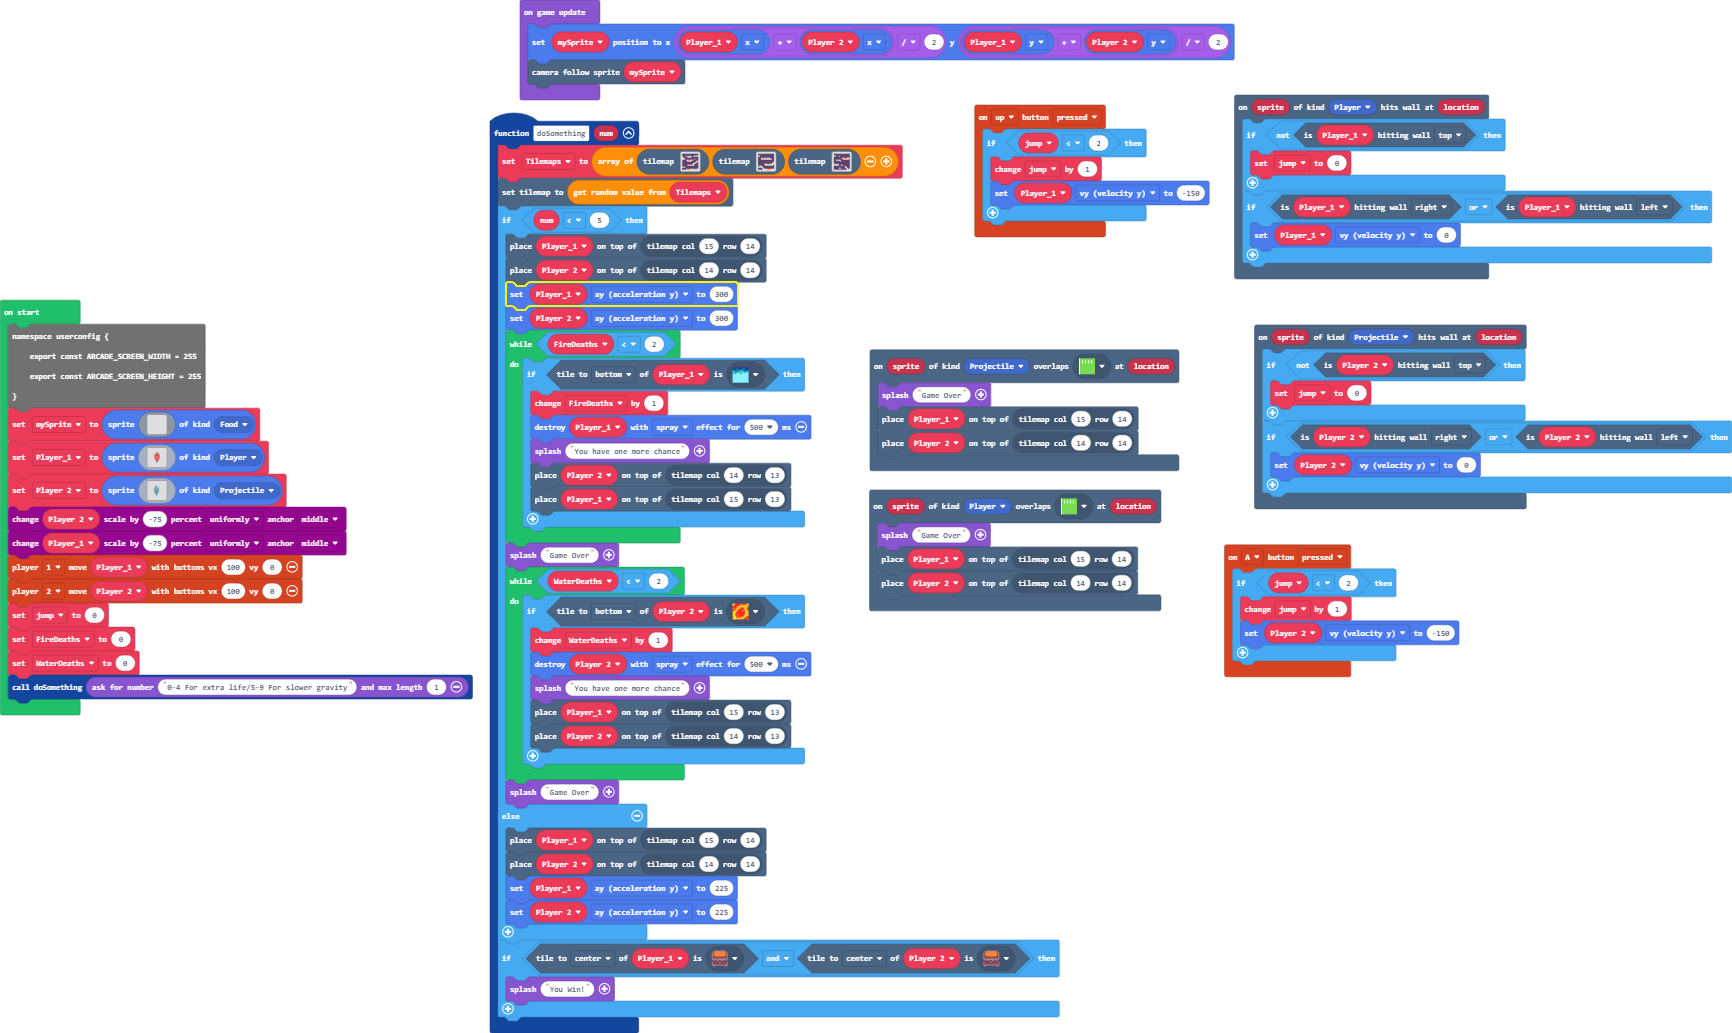 on game update
set mySprite position to x Player_1 x + Player 2 x / 2 y Player_1 y + Player 2 y / 2
camera follow sprite mySprite
function doSomething num
set Tilemaps to array of tilemap tilemap tilemap
set tilemap to get random value from Tilemaps
if num < 5 then
place Player_1 on top of tilemap col 15 row 14
place Player 2 on top of tilemap col 14 row 14
set Player_1 ay (acceleration y) to 300
set Player 2 ay (acceleration y) to 300
while FireDeaths < 2
do
if tile to bottom of Player_1 is then
change FireDeaths by 1
destroy Player_1 with spray effect for 500 ms
splash "You have one more chance"
place Player 2 on top of tilemap col 14 row 13
place Player_1 on top of tilemap col 15 row 13
splash "Game Over"
while WaterDeaths < 2
do
if tile to bottom of Player 2 is then
change WaterDeaths by 1
destroy Player 2 with spray effect for 500 ms
splash "You have one more chance"
place Player_1 on top of tilemap col 15 row 13
place Player 2 on top of tilemap col 14 row 13
splash "Game Over"
else
place Player_1 on top of tilemap col 15 row 14
place Player 2 on top of tilemap col 14 row 14
set Player_1 ay (acceleration y) to 225
set Player 2 ay (acceleration y) to 225
if tile to center of Player_1 is and tile to center of Player 2 is then
splash "You Win!"
on start
namespace userconfig {
export const ARCADE_SCREEN_WIDTH = 255
export const ARCADE_SCREEN_HEIGHT = 255
}
set mySprite to sprite of kind Food
set Player_1 to sprite of kind Player
set Player 2 to sprite of kind Projectile
change Player 2 scale by -75 percent uniformly anchor middle
change Player_1 scale by -75 percent uniformly anchor middle
player 1 move Player_1 with buttons vx 100 vy 0
player 2 move Player 2 with buttons vx 100 vy 0
set jump to 0
set FireDeaths to 0
set WaterDeaths to 0
call doSomething ask for number "0-4 For extra life/5-9 For slower gravity" and max length 1
on up button pressed
if jump < 2 then
change jump by 1
set Player_1 vy (velocity y) to -150
on sprite of kind Player hits wall at location
if not is Player_1 hitting wall top then
set jump to 0
if is Player_1 hitting wall right or is Player_1 hitting wall left then
set Player_1 vy (velocity y) to 0
on sprite of kind Projectile hits wall at location
if not is Player 2 hitting wall top then
set jump to 0
if is Player 2 hitting wall right or is Player 2 hitting wall left then
set Player 2 vy (velocity y) to 0
on sprite of kind Projectile overlaps at location
splash "Game Over"
place Player_1 on top of tilemap col 15 row 14
place Player 2 on top of tilemap col 14 row 14
on sprite of kind Player overlaps at location
splash "Game Over"
place Player_1 on top of tilemap col 15 row 14
place Player 2 on top of tilemap col 14 row 14
on A button pressed
if jump < 2 then
change jump by 1
set Player 2 vy (velocity y) to -150